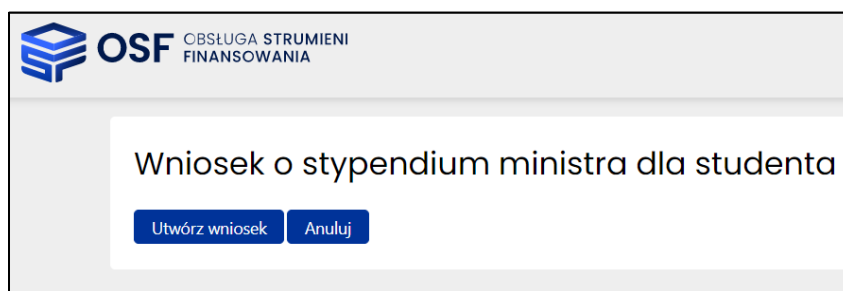 OSF OBSŁUGA STRUMIENI
FINANSOWANIA
Wniosek o stypendium ministra dla studenta
Utwórz wniosek Anuluj